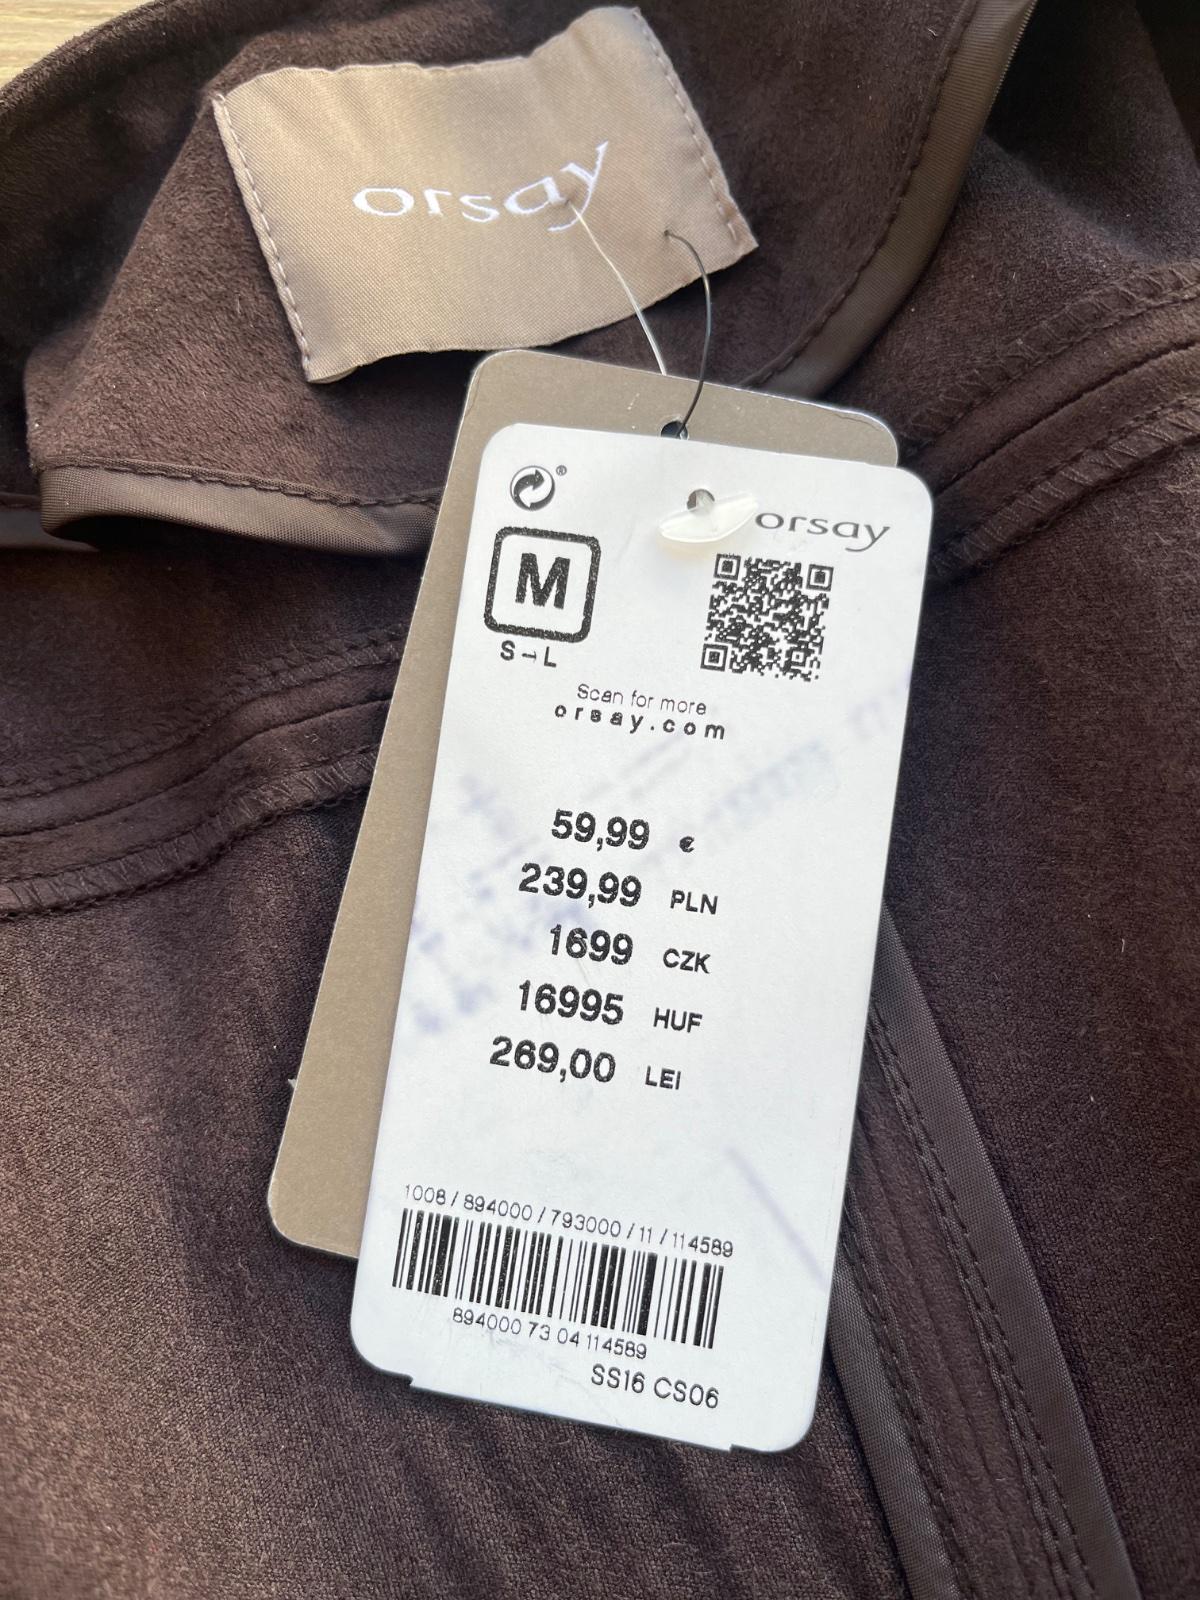 orsay
orsay
M
S→L
Scan for more
orsay.com
59,99 €
239,99 PLN
1699 CZK
16995 HUF
269,00 LEI
1008 / 894000 / 793000 / 11 / 114589
894000 73 04 114589
SS16 CS06